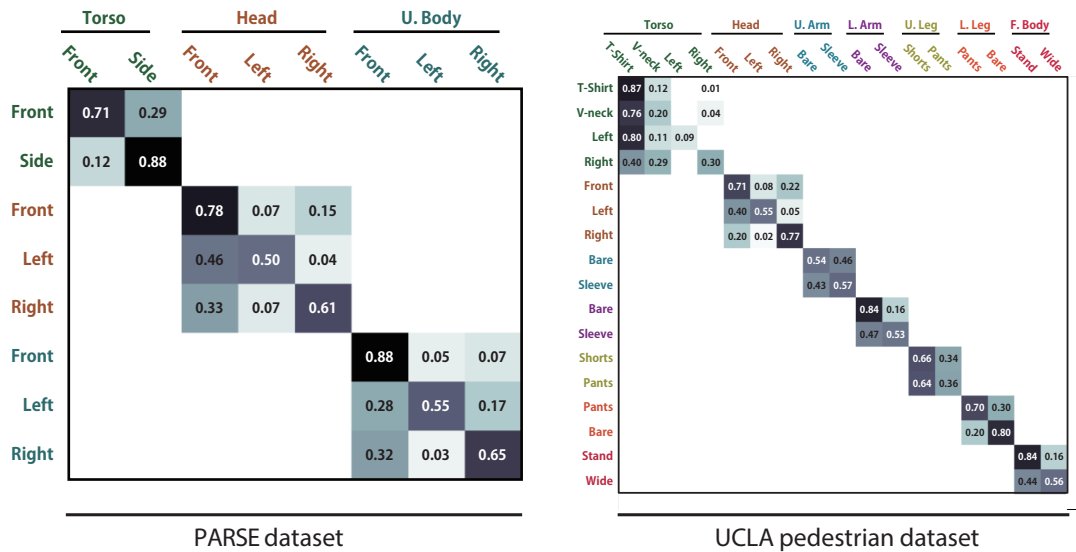 Torso Head U. Body
Front Side Front Left Right Front Left Right
Front 0.71 0.29
Side 0.12 0.88
Front 0.78 0.07 0.15
Left 0.46 0.50 0.04
Right 0.33 0.07 0.61
Front 0.88 0.05 0.07
Left 0.28 0.55 0.17
Right 0.32 0.03 0.65
PARSE dataset
Torso Head U. Arm L. Arm U. Leg L. Leg F. Body
T-Shirt V-neck Left Right Front Left Right Bare Sleeve Bare Sleeve Shorts Pants Pants Bare Stand Wide
T-Shirt 0.87 0.12 0.01
V-neck 0.76 0.20 0.04
Left 0.80 0.11 0.09
Right 0.40 0.29 0.30
Front 0.71 0.08 0.22
Left 0.40 0.55 0.05
Right 0.20 0.02 0.77
Bare 0.54 0.46
Sleeve 0.43 0.57
Bare 0.84 0.16
Sleeve 0.47 0.53
Shorts 0.66 0.34
Pants 0.64 0.36
Pants 0.70 0.30
Bare 0.20 0.80
Stand 0.84 0.16
Wide 0.44 0.56
UCLA pedestrian dataset